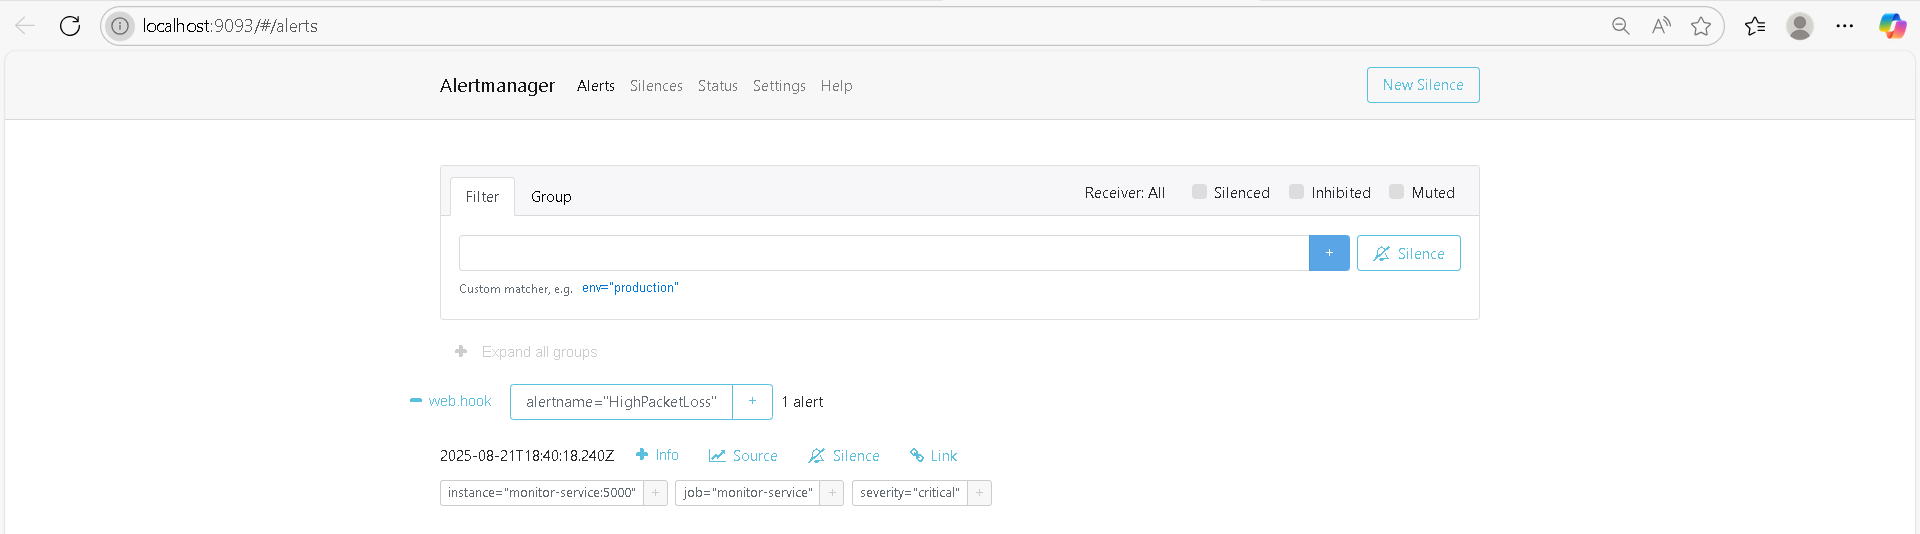 localhost:9093/#/alerts
Alertmanager Alerts Silences Status Settings Help New Silence
Filter Group Receiver: All Silenced Inhibited Muted
+ Silence
Custom matcher, e.g. env="production"
+ Expand all groups
web.hook alertname="HighPacketLoss" + 1 alert
2025-08-21T18:40:18.240Z + Info Source Silence Link
instance="monitor-service:5000" + job="monitor-service" + severity="critical" +